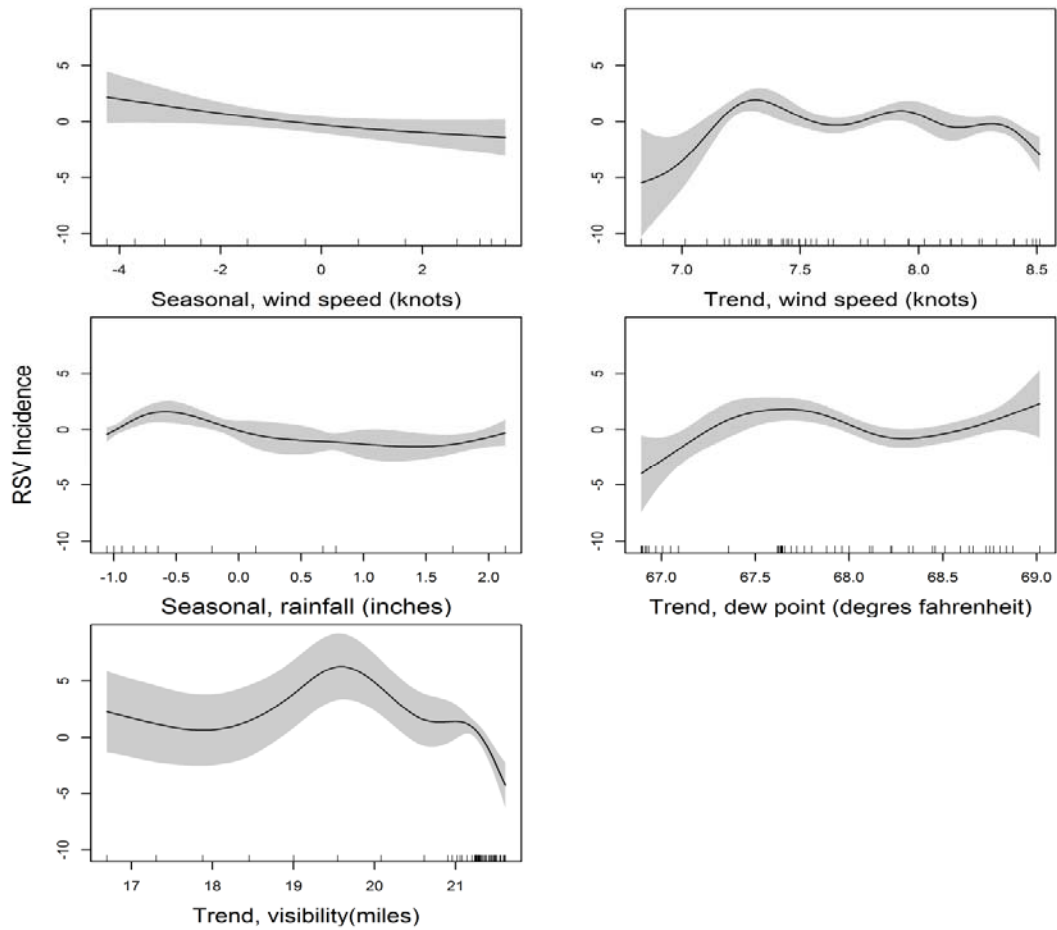 5
0
-5
-10
-4 -2 0 2
Seasonal, wind speed (knots)
5
0
-5
-10
7.0 7.5 8.0 8.5
Trend, wind speed (knots)
RSV Incidence
5
0
-5
-10
-1.0 -0.5 0.0 0.5 1.0 1.5 2.0
Seasonal, rainfall (inches)
5
0
-5
-10
67.0 67.5 68.0 68.5 69.0
Trend, dew point (degres fahrenheit)
5
0
-5
-10
17 18 19 20 21
Trend, visibility(miles)